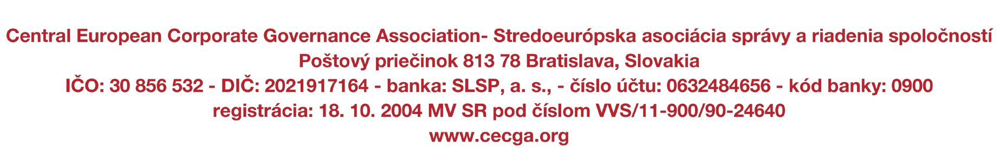 Central European Corporate Governance Association- Stredoeurópska asociácia správy a riadenia spoločností
Poštový priečinok 813 78 Bratislava, Slovakia
IČO: 30 856 532 - DIČ: 2021917164 - banka: SLSP, a. s., - číslo účtu: 0632484656 - kód banky: 0900
registrácia: 18. 10. 2004 MV SR pod číslom VVS/11-900/90-24640
www.cecga.org